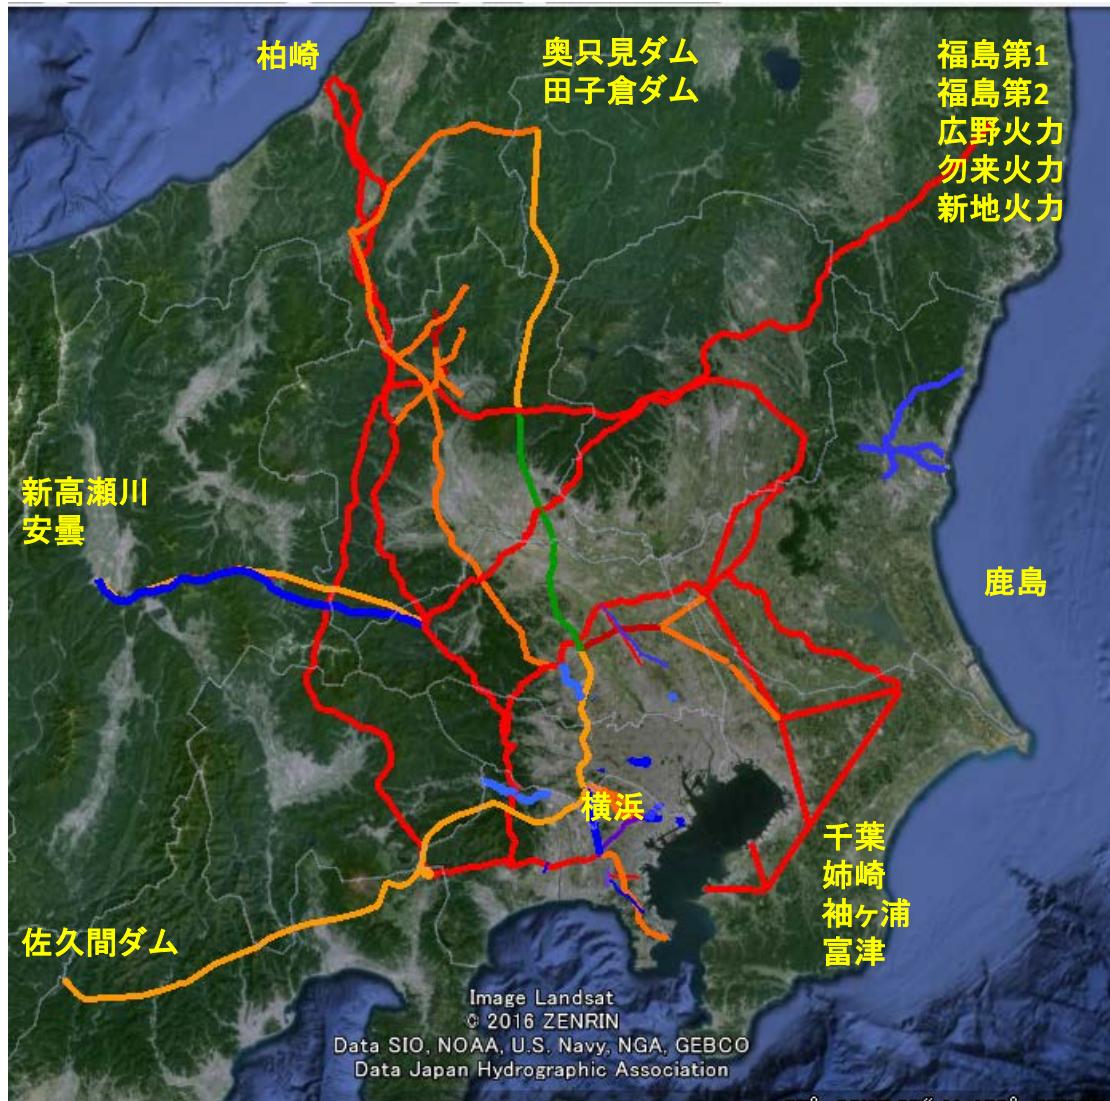 柏崎
奥只見ダム
田子倉ダム
福島第1
福島第2
広野火力
勿来火力
新地火力
新高瀬川
安曇
鹿島
横浜
千葉
姉崎
袖ヶ浦
富津
佐久間ダム
Image Landsat
© 2016 ZENRIN
Data SIO, NOAA, U.S. Navy, NGA, GEBCO
Data Japan Hydrographic Association